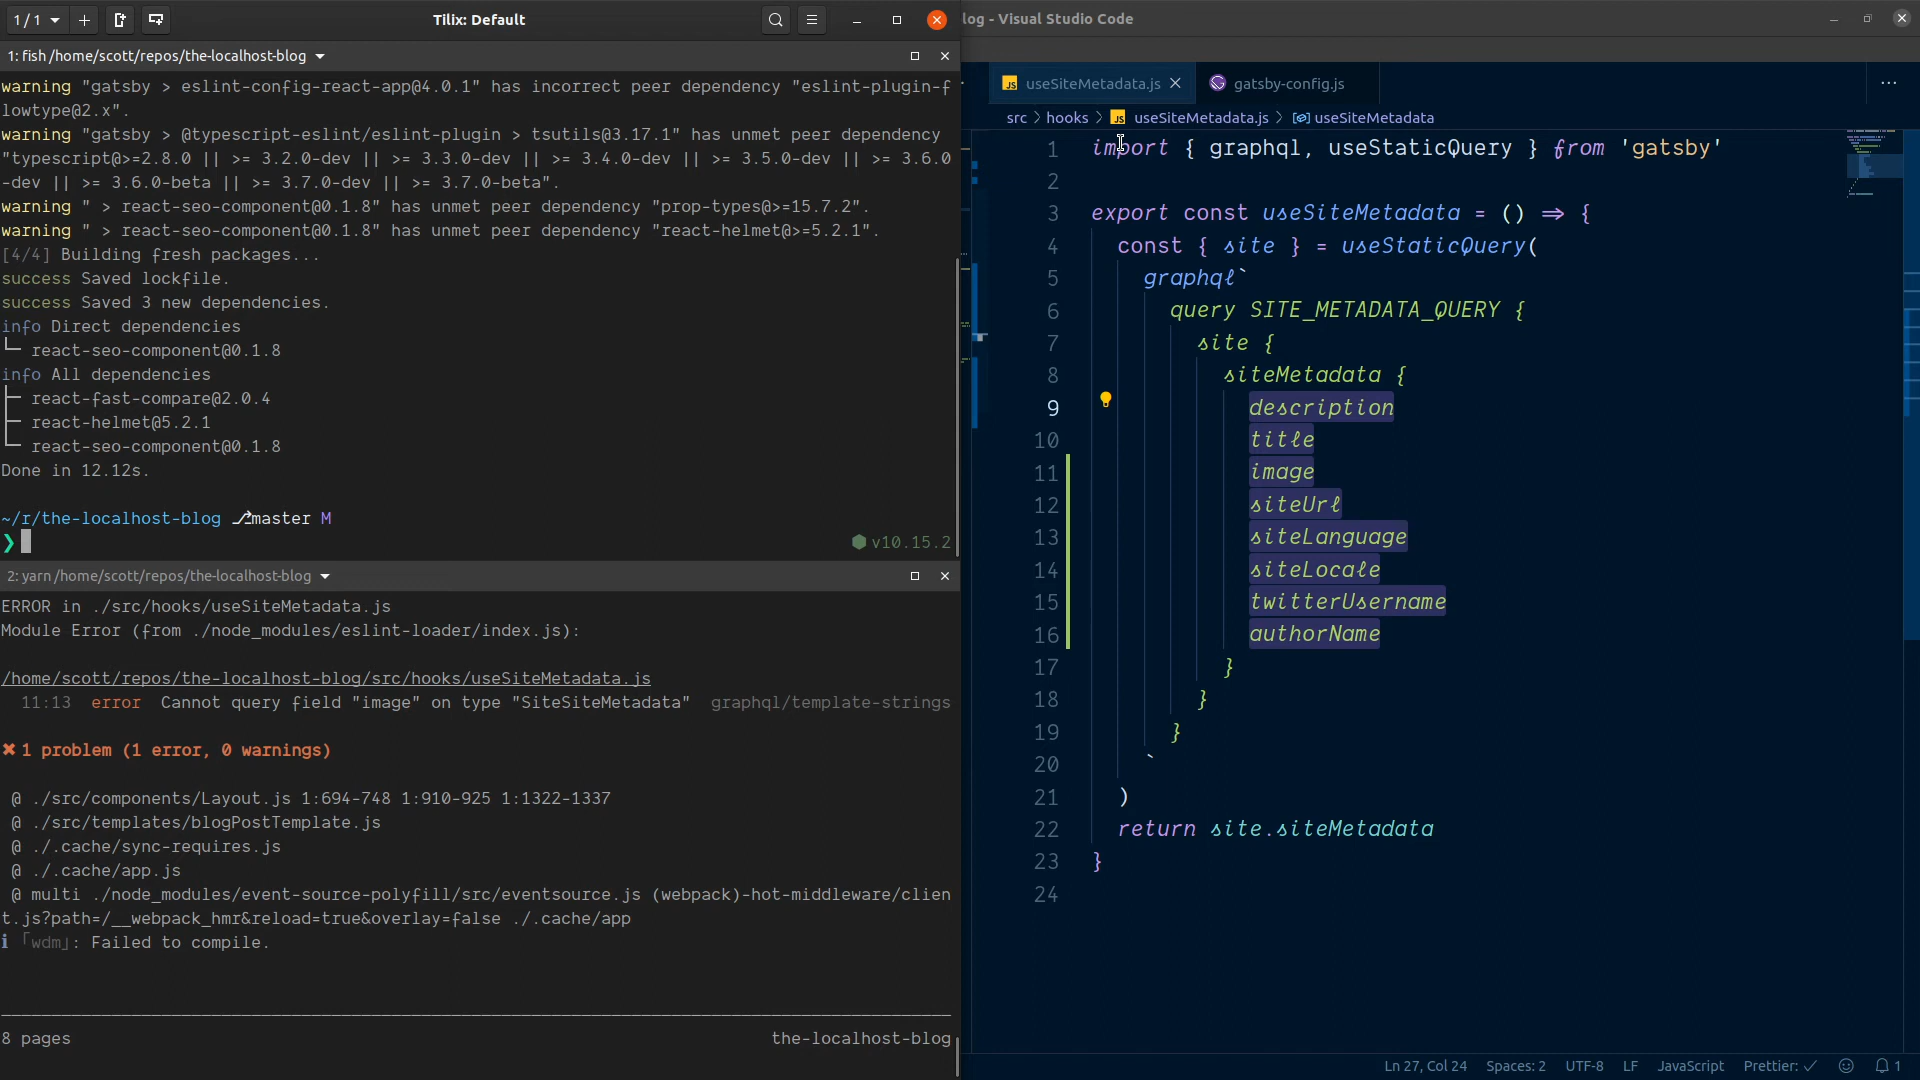 1 / 1
Tilix: Default
1: fish /home/scott/repos/the-localhost-blog
warning "gatsby > eslint-config-react-app@4.0.1" has incorrect peer dependency "eslint-plugin-f
lowtype@2.x".
warning "gatsby > @typescript-eslint/eslint-plugin > tsutils@3.17.1" has unmet peer dependency
"typescript@>=2.8.0 || >= 3.2.0-dev || >= 3.3.0-dev || >= 3.4.0-dev || >= 3.5.0-dev || >= 3.6.0
-dev || >= 3.6.0-beta || >= 3.7.0-dev || >= 3.7.0-beta".
warning " > react-seo-component@0.1.8" has unmet peer dependency "prop-types@>=15.7.2".
warning " > react-seo-component@0.1.8" has unmet peer dependency "react-helmet@>=5.2.1".
[4/4] Building fresh packages...
success Saved lockfile.
success Saved 3 new dependencies.
info Direct dependencies
└─ react-seo-component@0.1.8
info All dependencies
├─ react-fast-compare@2.0.4
├─ react-helmet@5.2.1
└─ react-seo-component@0.1.8
Done in 12.12s.
~/r/the-localhost-blog ⎇master M
❯
v10.15.2
2: yarn /home/scott/repos/the-localhost-blog
ERROR in ./src/hooks/useSiteMetadata.js
Module Error (from ./node_modules/eslint-loader/index.js):
/home/scott/repos/the-localhost-blog/src/hooks/useSiteMetadata.js
11:13 error Cannot query field "image" on type "SiteSiteMetadata" graphql/template-strings
✖ 1 problem (1 error, 0 warnings)
@ ./src/components/Layout.js 1:694-748 1:910-925 1:1322-1337
@ ./src/templates/blogPostTemplate.js
@ ./.cache/sync-requires.js
@ ./.cache/app.js
@ multi ./node_modules/event-source-polyfill/src/eventsource.js (webpack)-hot-middleware/clien
t.js?path=/__webpack_hmr&reload=true&overlay=false ./.cache/app
ℹ ｢wdm｣: Failed to compile.
8 pages
the-localhost-blog
log - Visual Studio Code
JS useSiteMetadata.js
gatsby-config.js
src > hooks > JS useSiteMetadata.js > useSiteMetadata
1 import { graphql, useStaticQuery } from 'gatsby'
2
3 export const useSiteMetadata = () => {
4 const { site } = useStaticQuery(
5 graphql`
6 query SITE_METADATA_QUERY {
7 site {
8 siteMetadata {
9 description
10 title
11 image
12 siteUrl
13 siteLanguage
14 siteLocale
15 twitterUsername
16 authorName
17 }
18 }
19 }
20 `
21 )
22 return site.siteMetadata
23 }
24
Ln 27, Col 24 Spaces: 2 UTF-8 LF JavaScript Prettier: ✓ 1